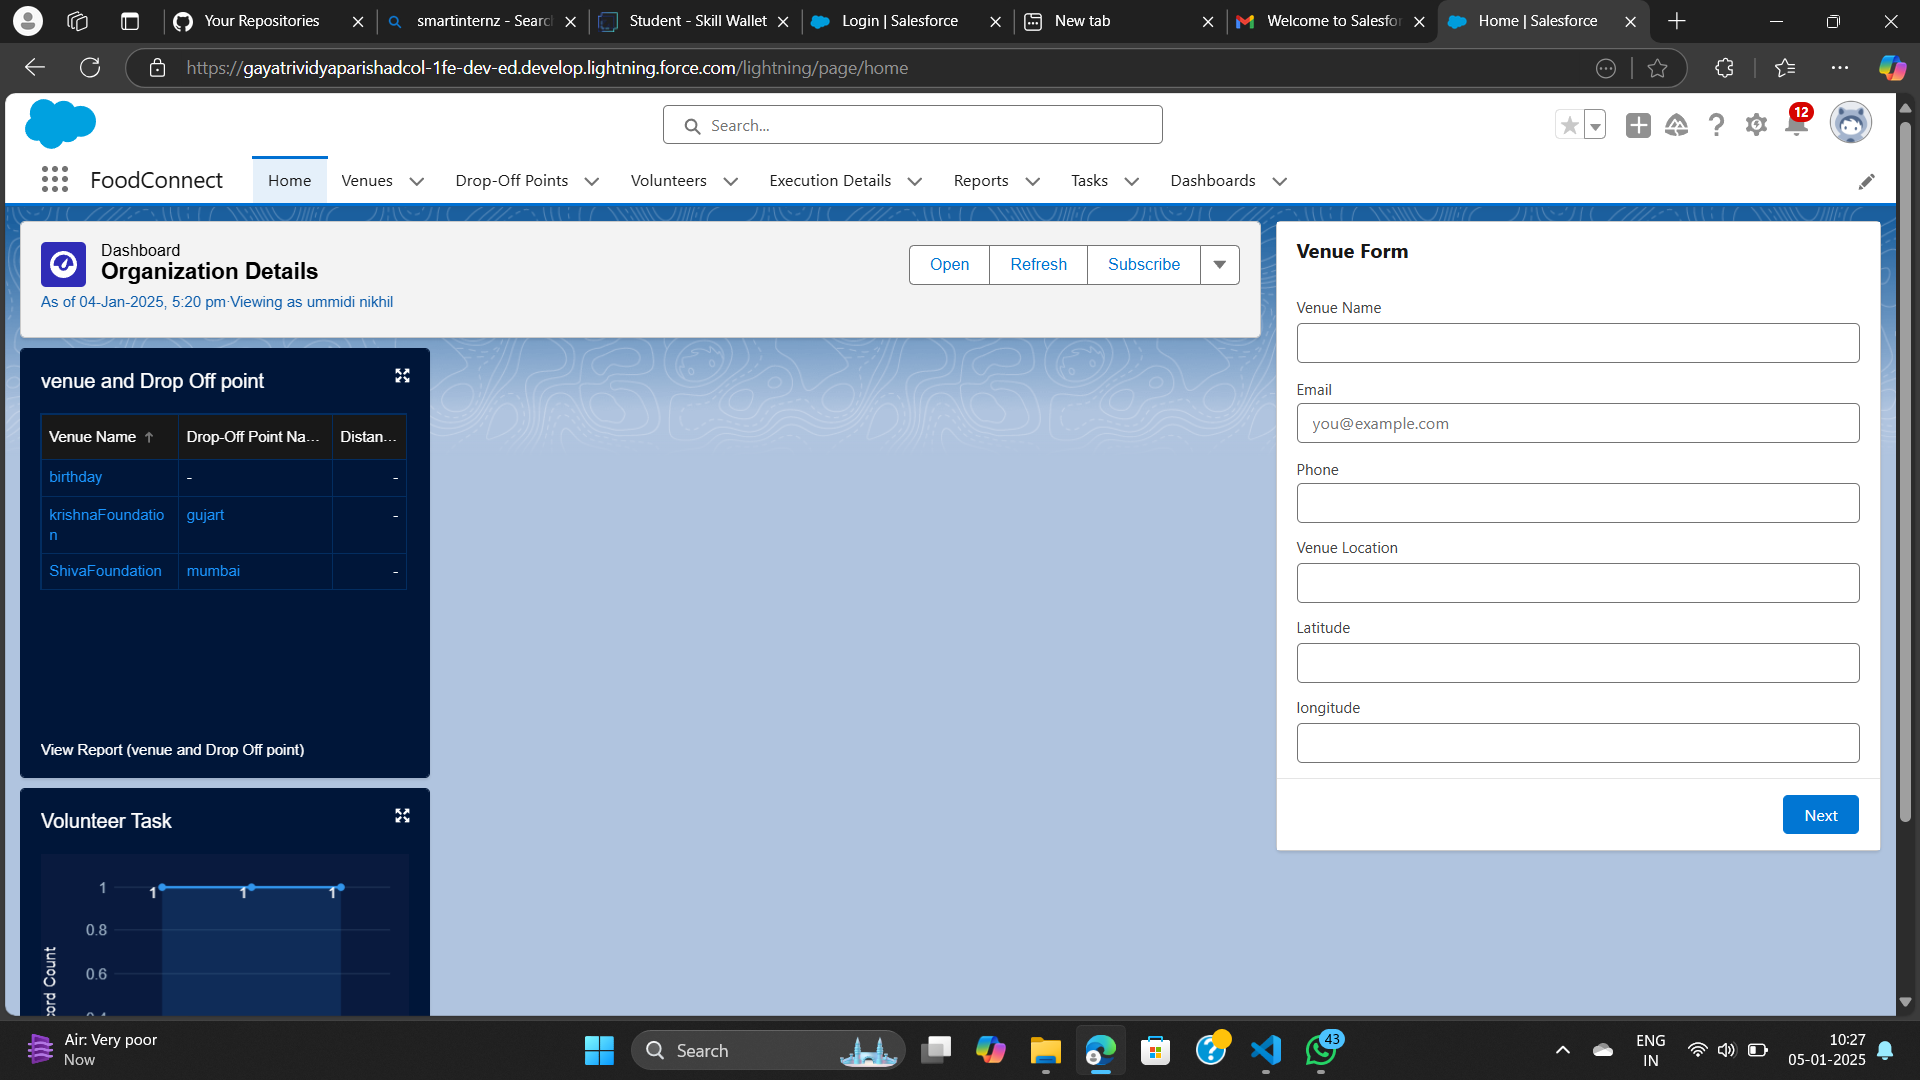 Your Repositories
smartinternz - Searc
Student - Skill Wallet
Login | Salesforce
New tab
Welcome to Salesfor
Home | Salesforce
https://gayatrividyaparishadcol-1fe-dev-ed.develop.lightning.force.com/lightning/page/home
Search...
12
FoodConnect
Home
Venues
Drop-Off Points
Volunteers
Execution Details
Reports
Tasks
Dashboards
Dashboard
Organization Details
As of 04-Jan-2025, 5:20 pm·Viewing as ummidi nikhil
Open
Refresh
Subscribe
venue and Drop Off point
Venue Name ↑ Drop-Off Point Na... Distan...
birthday - -
krishnaFoundatio gujart -
n
ShivaFoundation mumbai -
View Report (venue and Drop Off point)
Volunteer Task
1
1 1 1
0.8
0.6
0.4
ord Count
Venue Form
Venue Name
Email
you@example.com
Phone
Venue Location
Latitude
longitude
Next
Air: Very poor
Now
Search
43
ENG
IN
10:27
05-01-2025